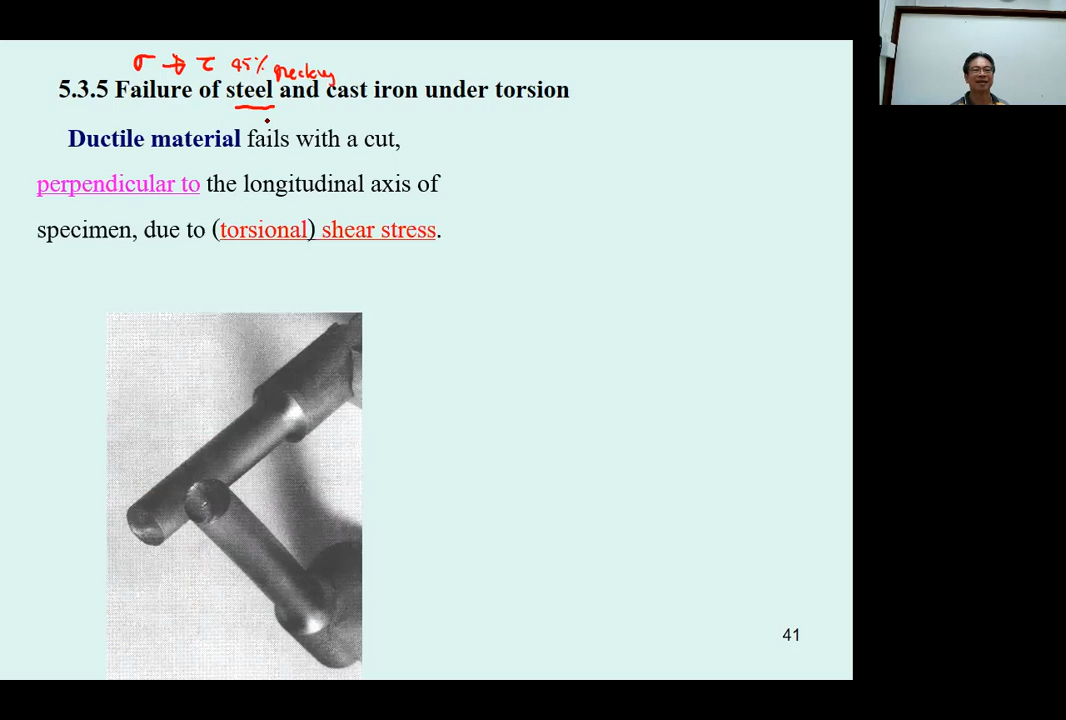 σ → τ 45% necking
5.3.5 Failure of steel and cast iron under torsion
Ductile material fails with a cut,
perpendicular to the longitudinal axis of
specimen, due to (torsional) shear stress.
41